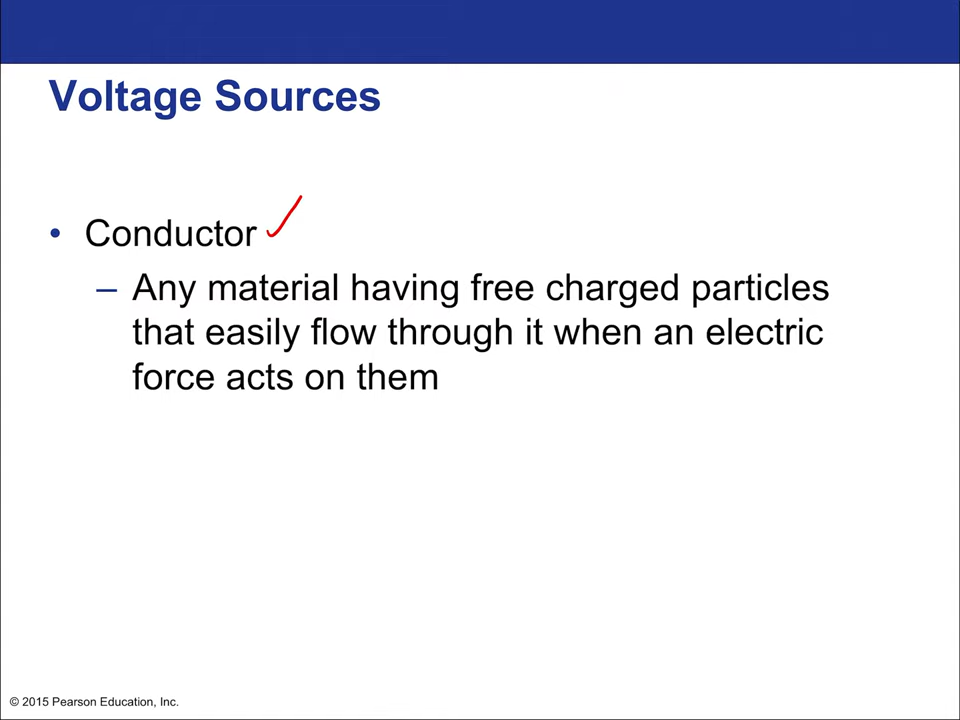 Voltage Sources
• Conductor
– Any material having free charged particles
that easily flow through it when an electric
force acts on them
© 2015 Pearson Education, Inc.